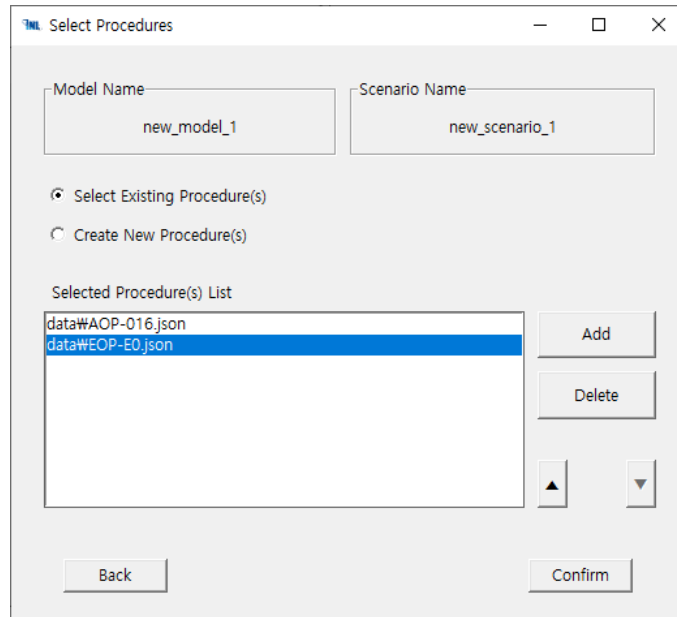 INL Select Procedures
Model Name
new_model_1
Scenario Name
new_scenario_1
Select Existing Procedure(s)
Create New Procedure(s)
Selected Procedure(s) List
data₩AOP-016.json
data₩EOP-E0.json
Add
Delete
▲
▼
Back
Confirm